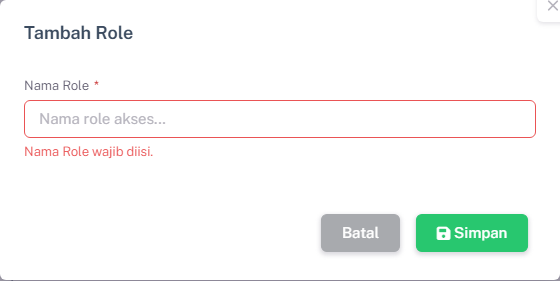 Tambah Role
Nama Role *
Nama role akses...
Nama Role wajib diisi.
Batal
Simpan